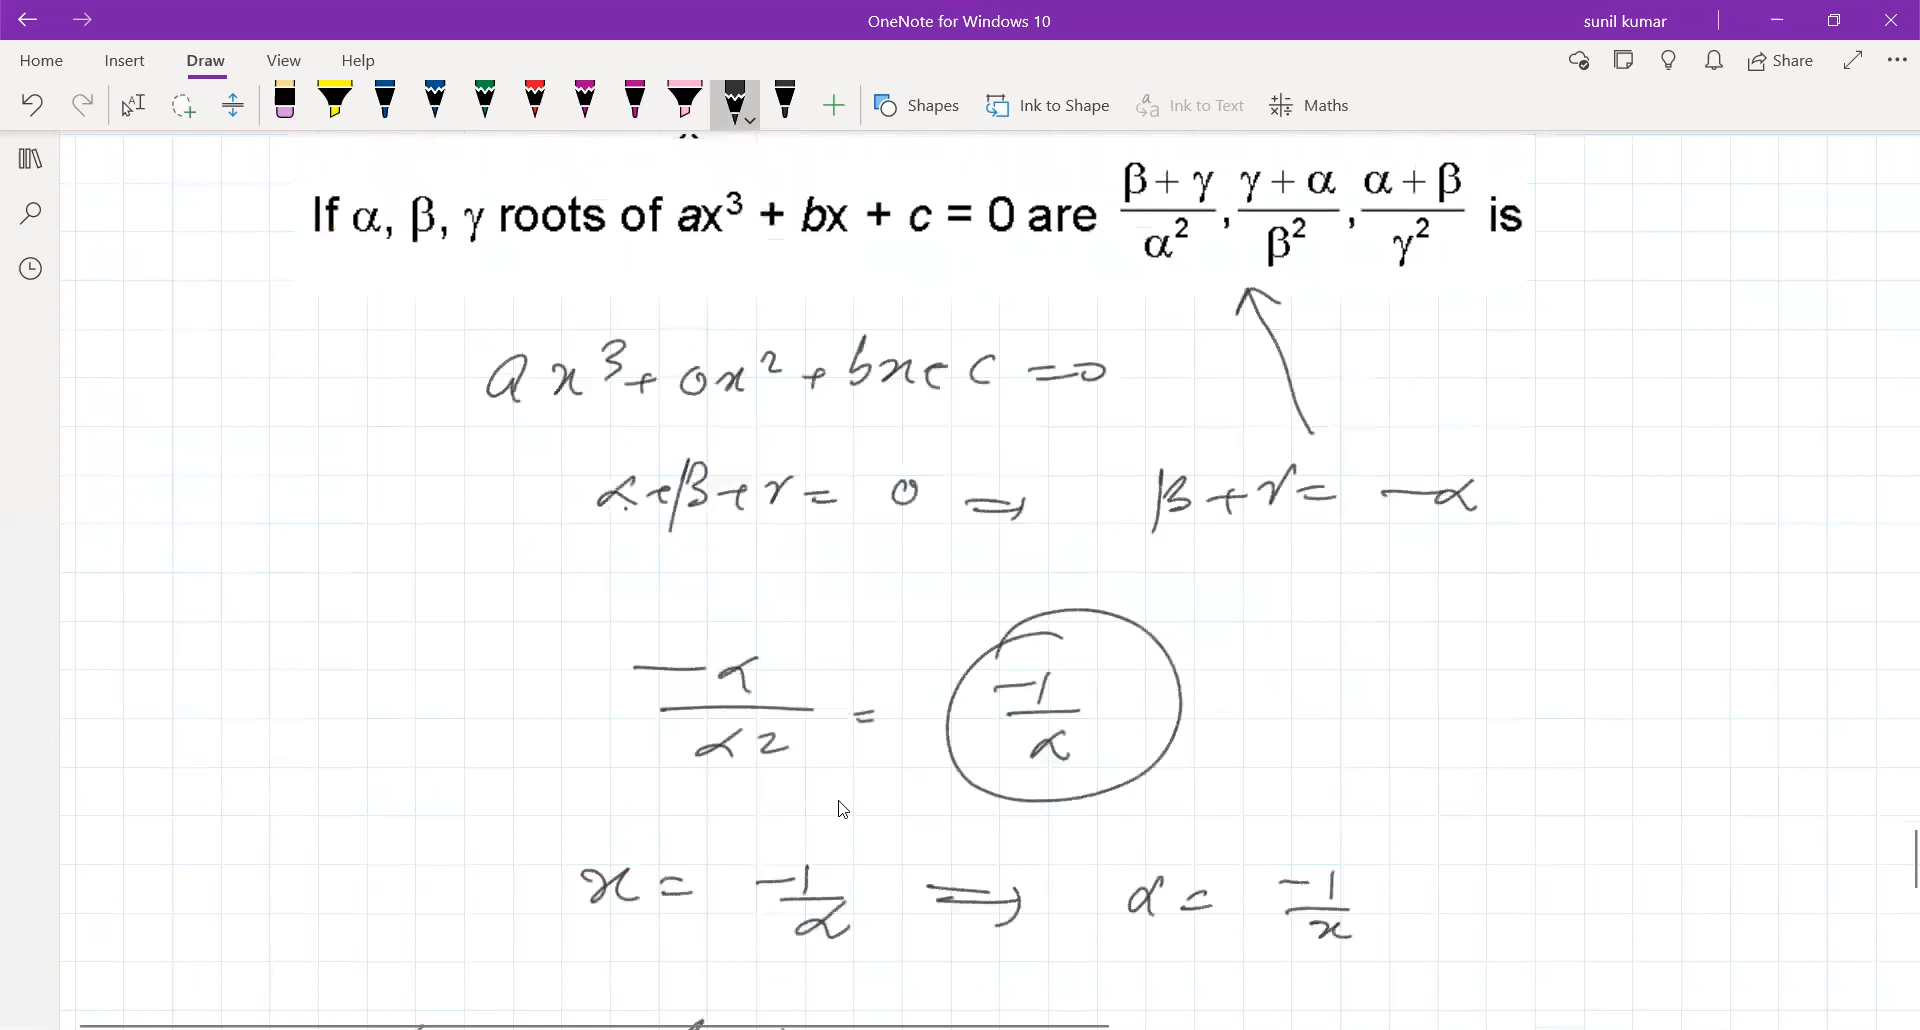 OneNote for Windows 10
sunil kumar
Home Insert Draw View Help
Share
Shapes Ink to Shape Ink to Text Maths
If α, β, γ roots of ax³ + bx + c = 0 are (β + γ)/α², (γ + α)/β², (α + β)/γ² is
ax³ + 0x² + bx + c = 0
α + β + γ = 0 ⇒ β + γ = -α
-α/α² = -1/α
x = -1/α ⇒ α = -1/x